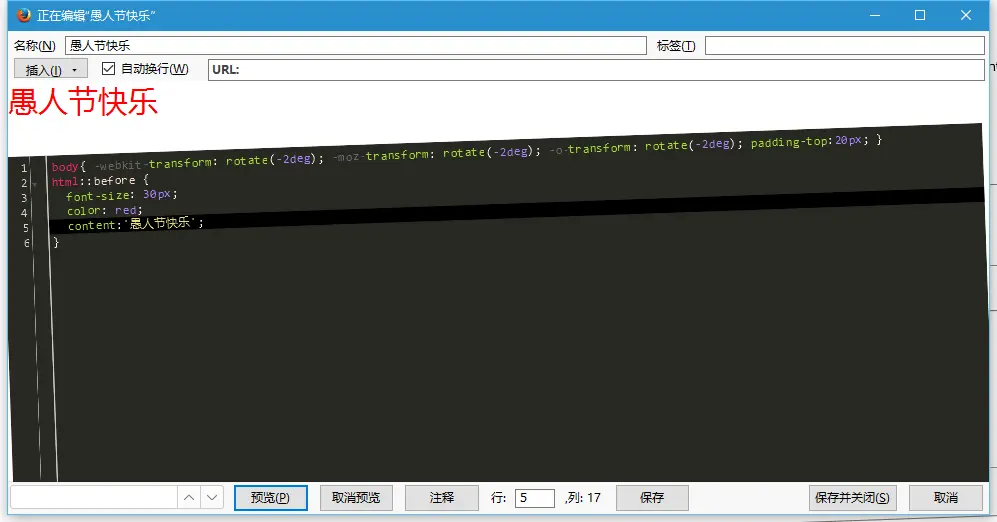 正在编辑"愚人节快乐"
名称(N) 愚人节快乐 标签(T)
插入(I) 自动换行(W) URL:
愚人节快乐
1 body{ -webkit-transform: rotate(-2deg); -moz-transform: rotate(-2deg); -o-transform: rotate(-2deg); padding-top:20px; }
2 html::before {
3 font-size: 30px;
4 color: red;
5 content:'愚人节快乐';
6 }
预览(P) 取消预览 注释 行: 5 ,列: 17 保存 保存并关闭(S) 取消